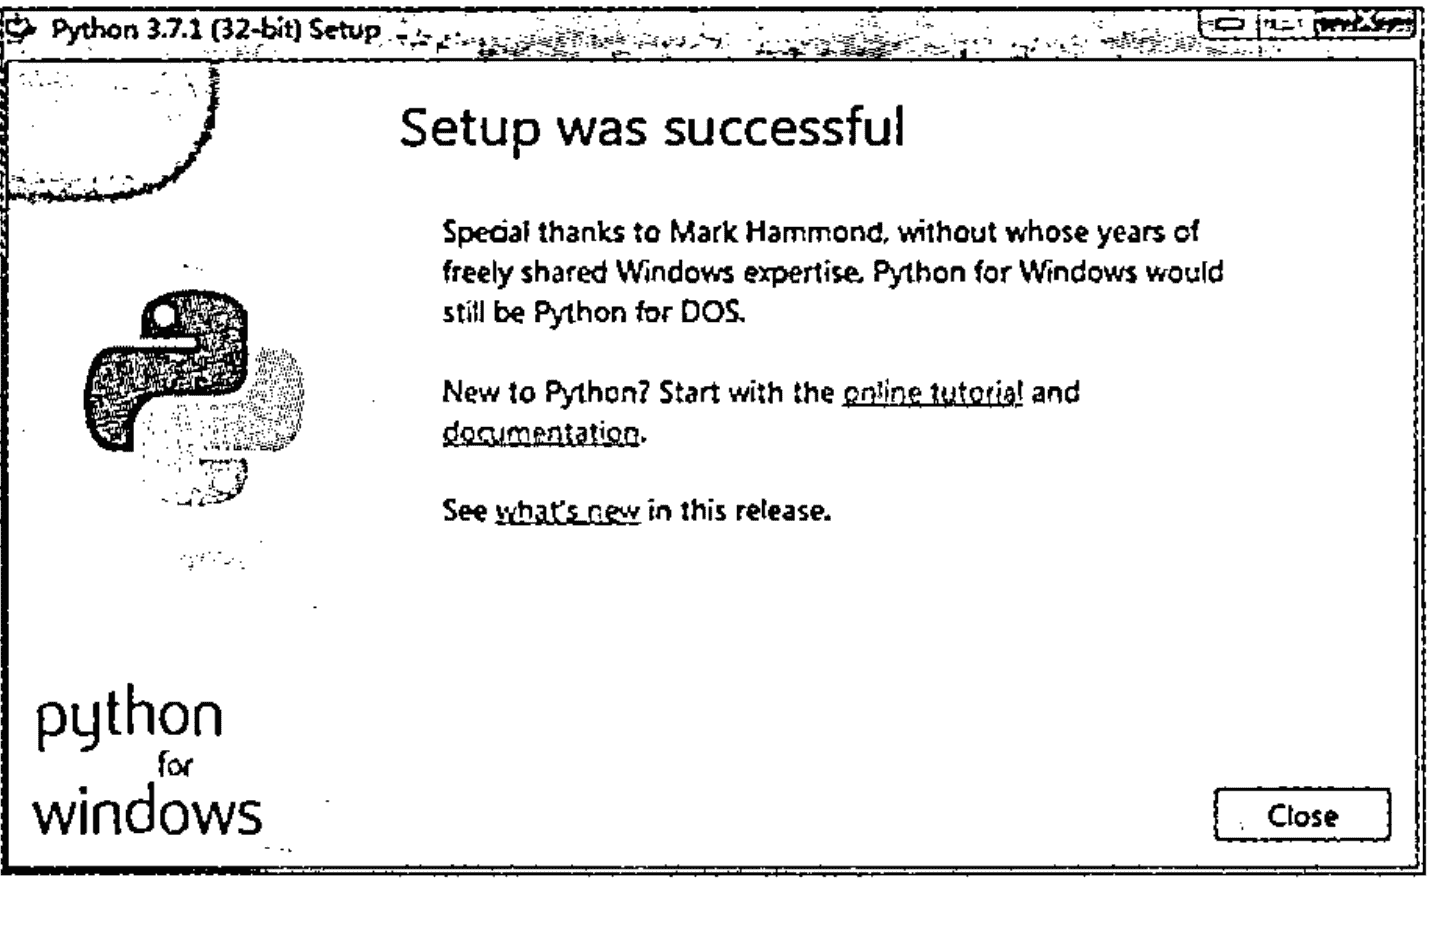 Python 3.7.1 (32-bit) Setup
Setup was successful
Special thanks to Mark Hammond, without whose years of
freely shared Windows expertise, Python for Windows would
still be Python for DOS.
New to Python? Start with the online tutorial and
documentation.
See what's new in this release.
python
for
windows
Close